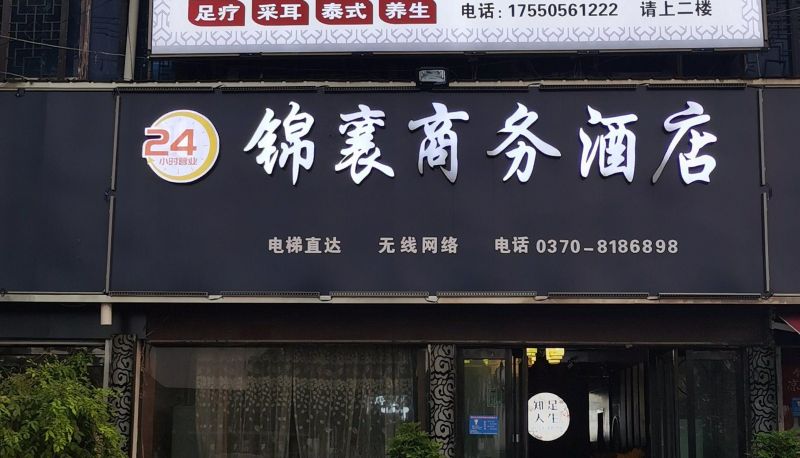 足疗 采耳 泰式 养生 电话:17550561222 请上二楼
24
小时营业
锦襄商务酒店
电梯直达 无线网络 电话 0370-8186898
知足
人生